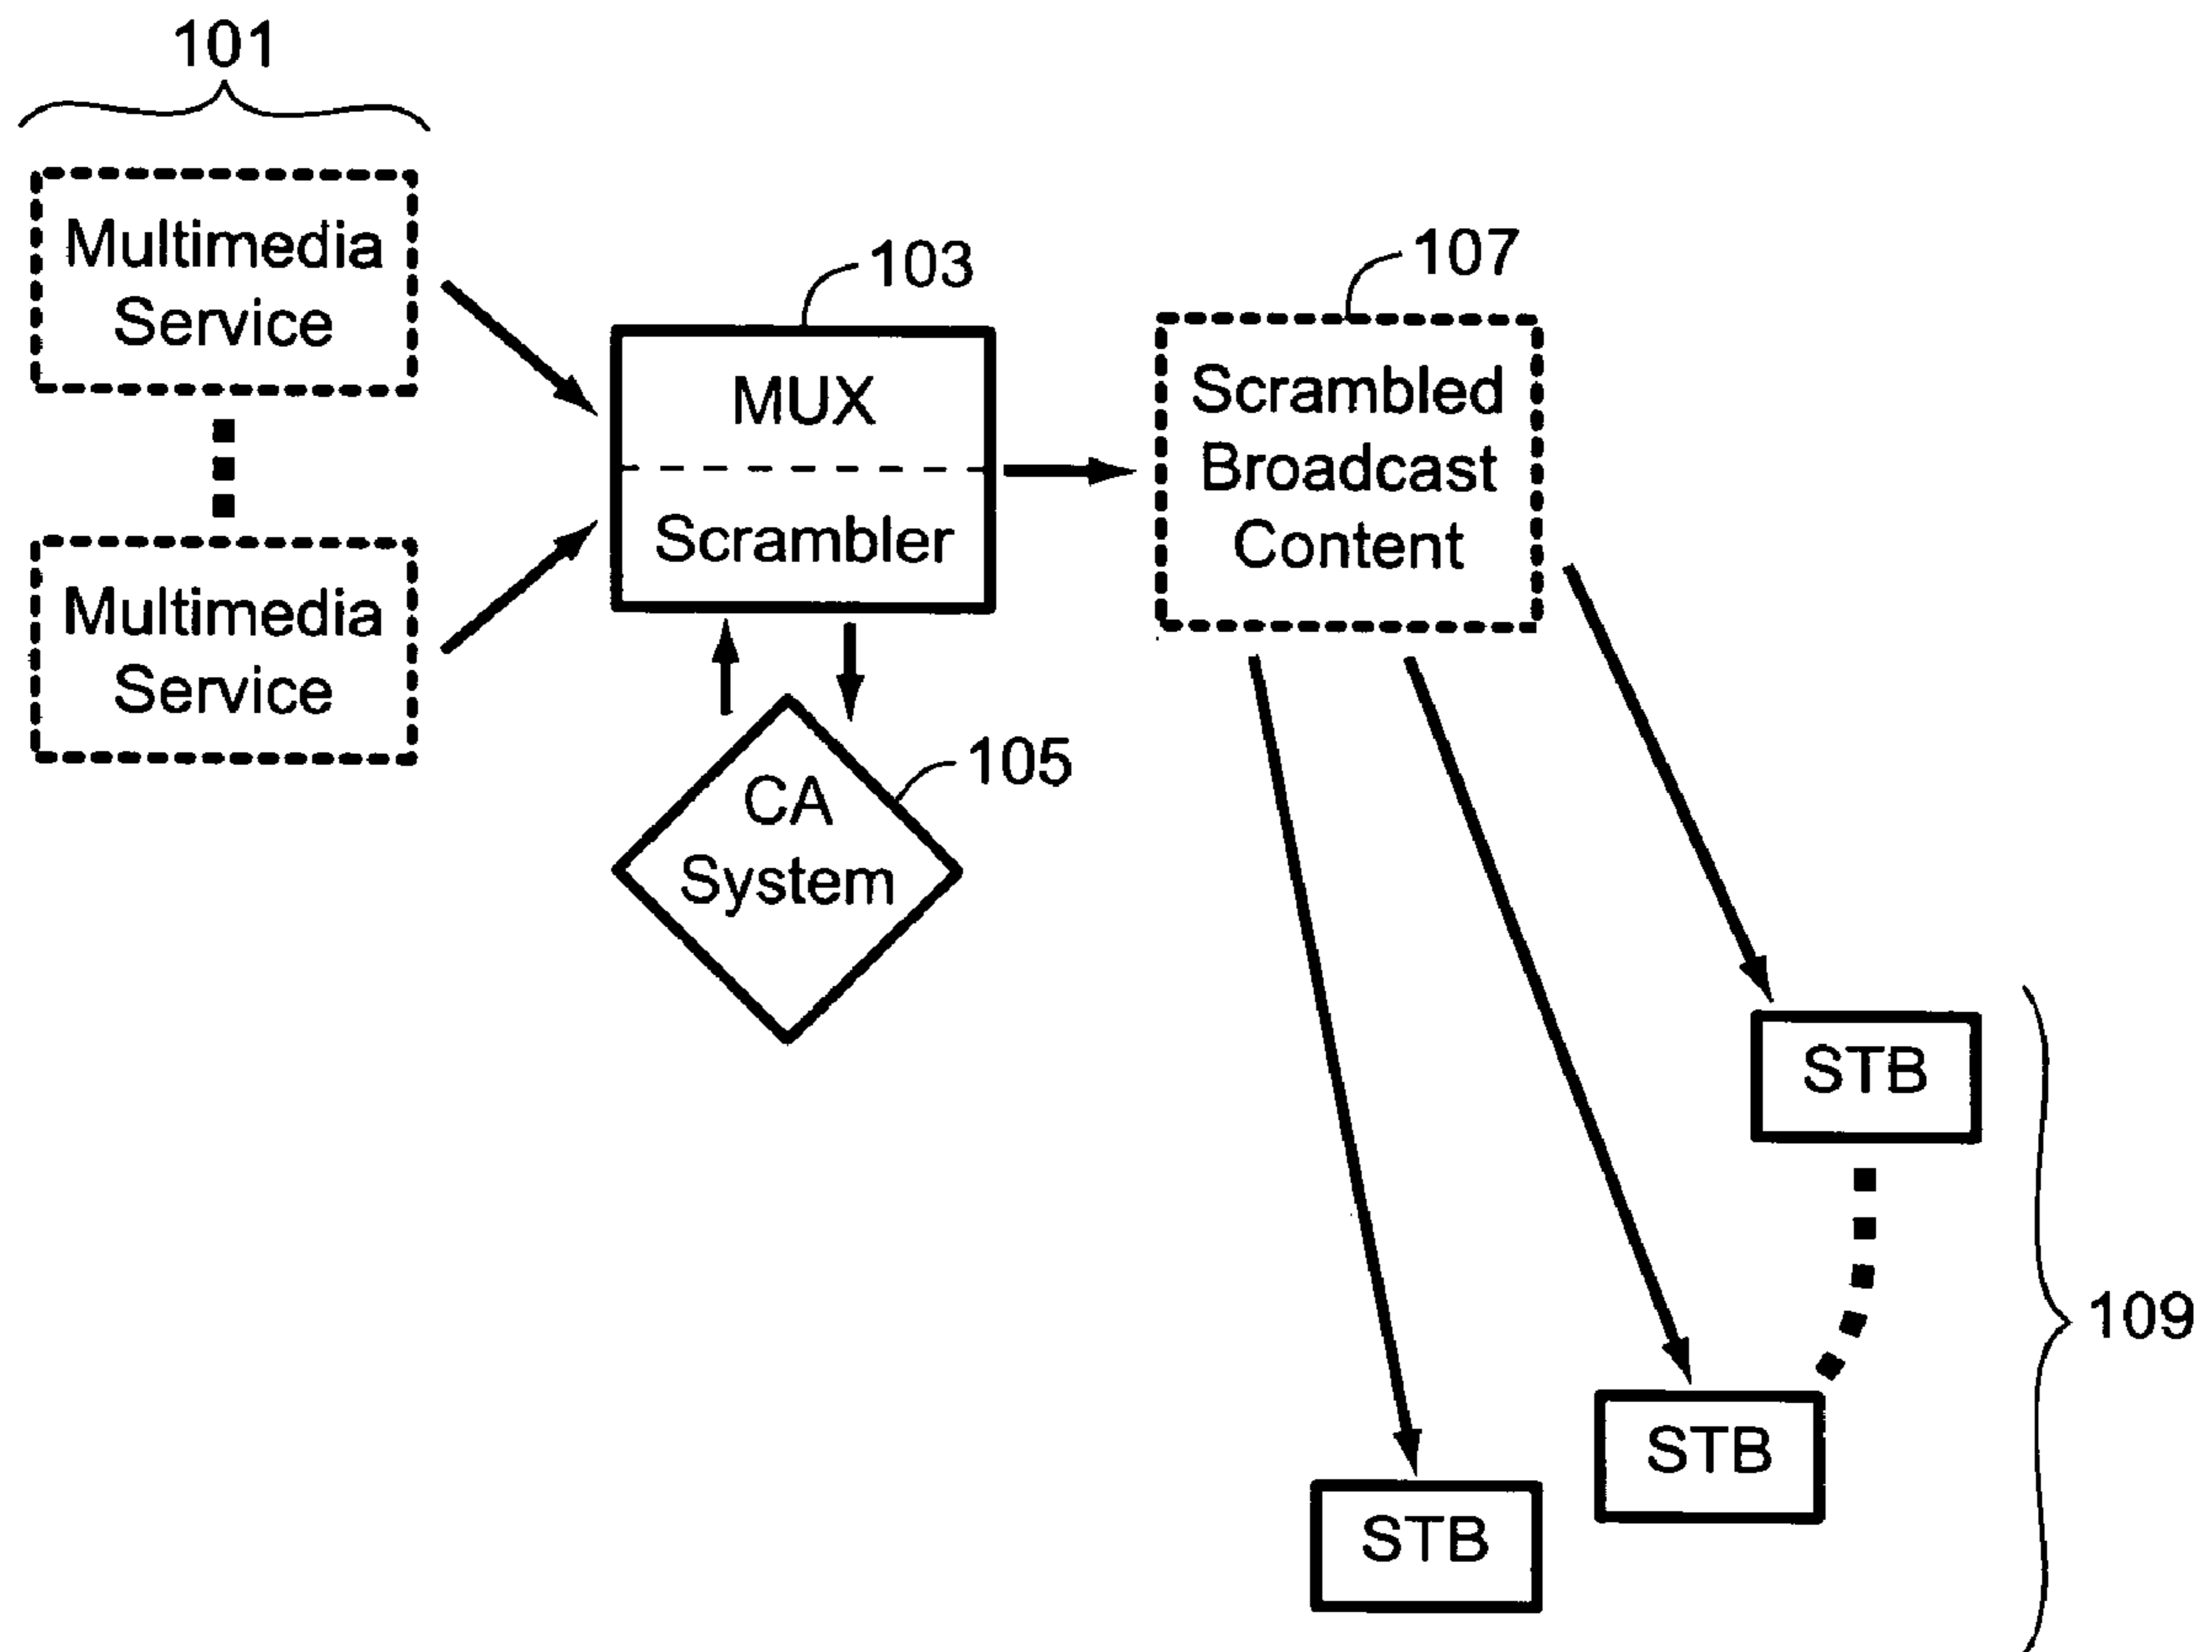 101
Multimedia
Service
Multimedia
Service
103
MUX
Scrambler
CA
System
105
107
Scrambled
Broadcast
Content
STB
STB
STB
109